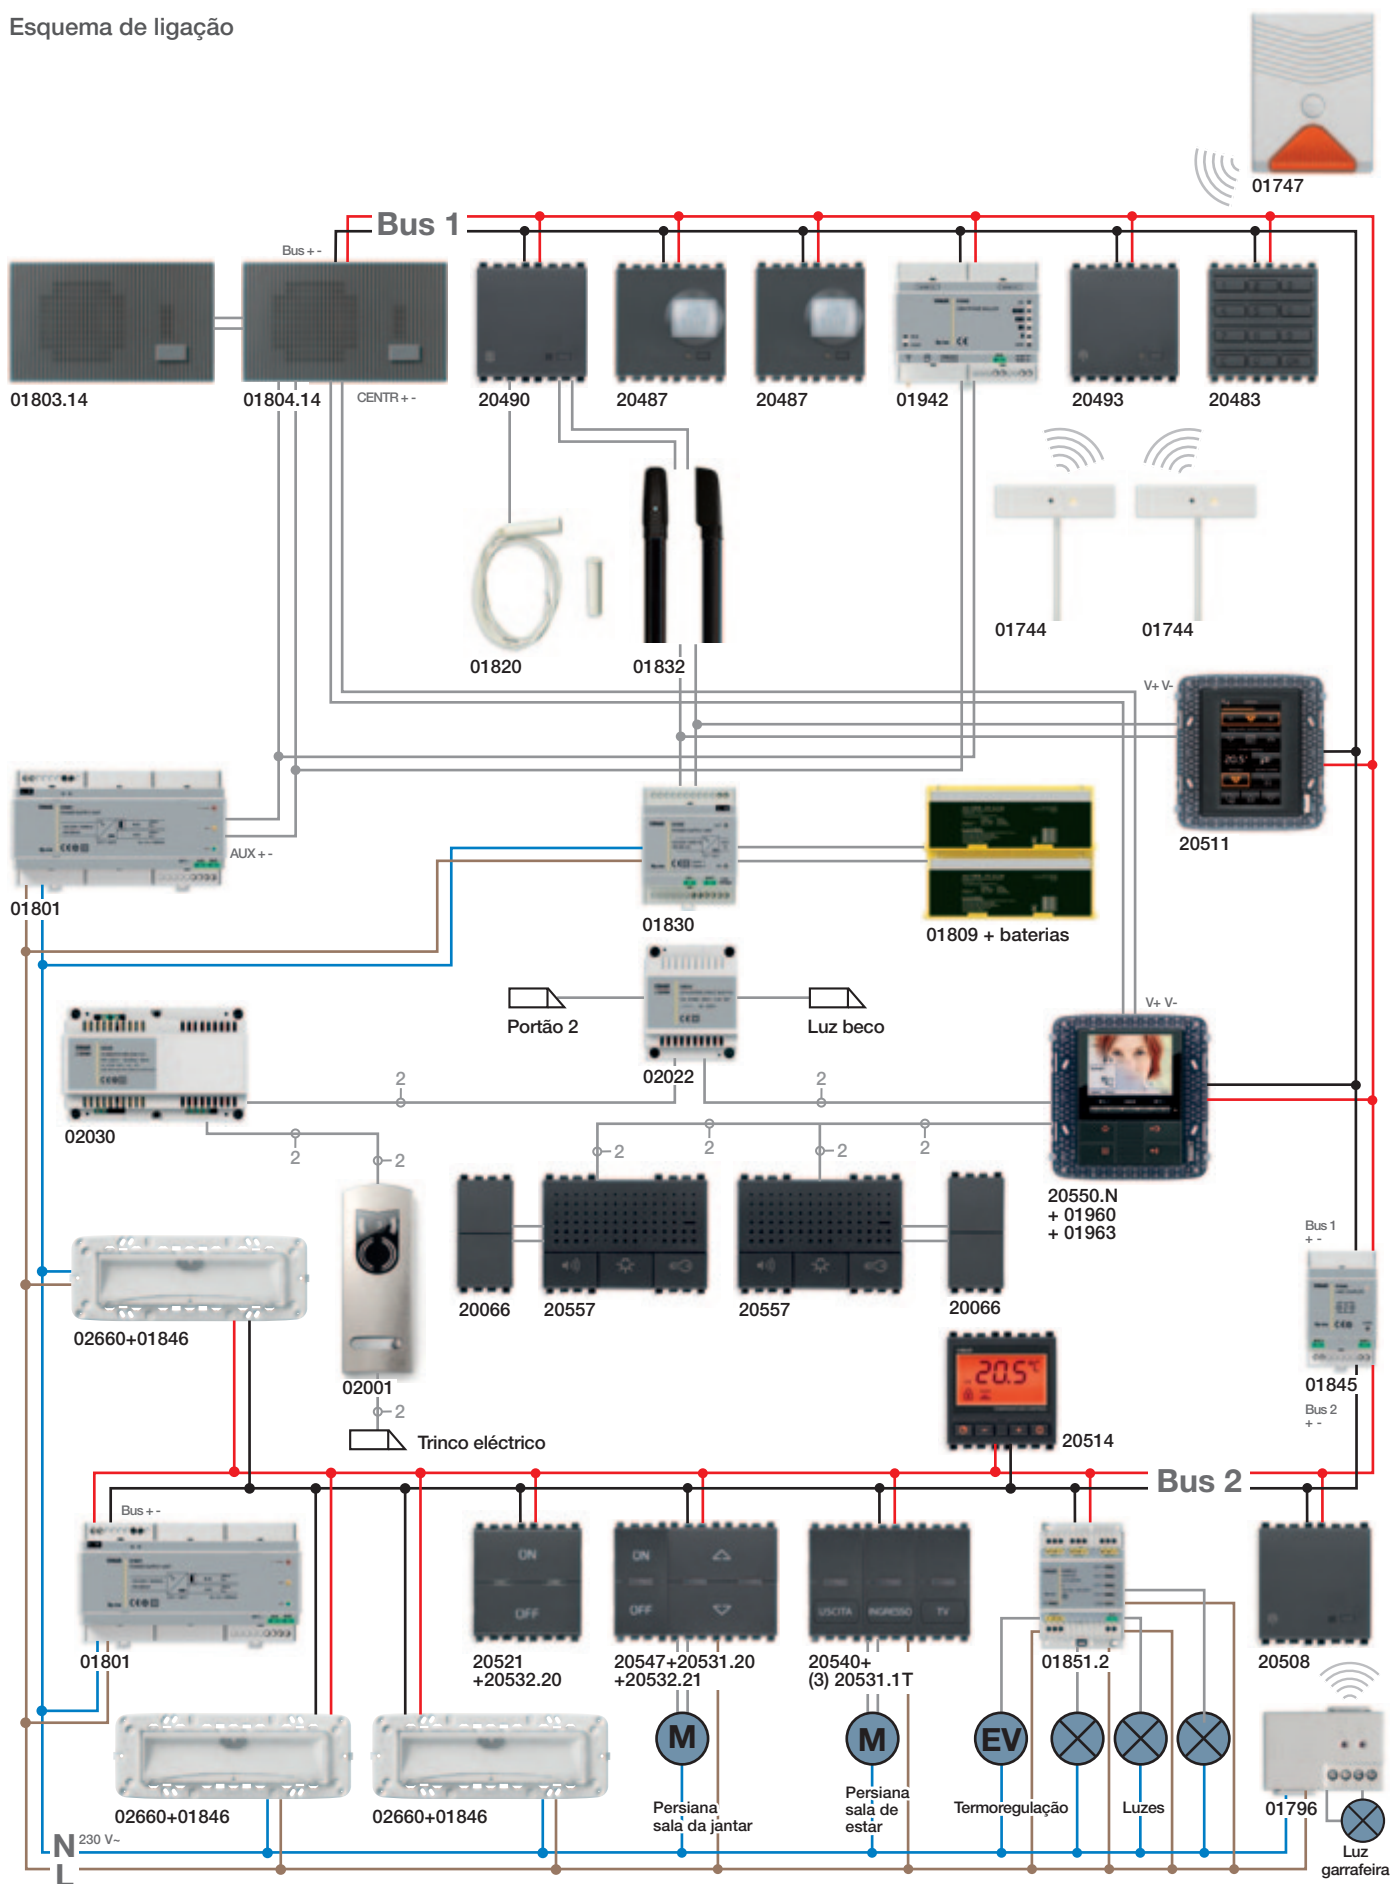 Esquema de ligação
01747
Bus 1
Bus + -
01803.14
01804.14
CENTR + -
20490
20487
20487
01942
20493
20483
01820
01832
01744
01744
V+ V-
20.5°
20511
AUX + -
01801
01830
01809 + baterias
Portão 2
Luz beco
02022
V+ V-
02030
2
2
2
2
2
2
2
2
20550.N
+ 01960
+ 01963
20066
20557
20557
20066
Bus 1
+ -
02660+01846
02001
2
Trinco eléctrico
20.5°C
20514
01845
Bus 2
+ -
Bus 2
Bus + -
ON
OFF
ON
OFF
USCITA
INGRESSO
TV
01801
20521
+20532.20
20547+20531.20
+20532.21
20540+
(3) 20531.1T
01851.2
20508
M
M
EV
02660+01846
02660+01846
Persiana
sala da jantar
Persiana
sala de
estar
Termoregulação
Luzes
01796
Luz
garrafeira
N 230 V~
L